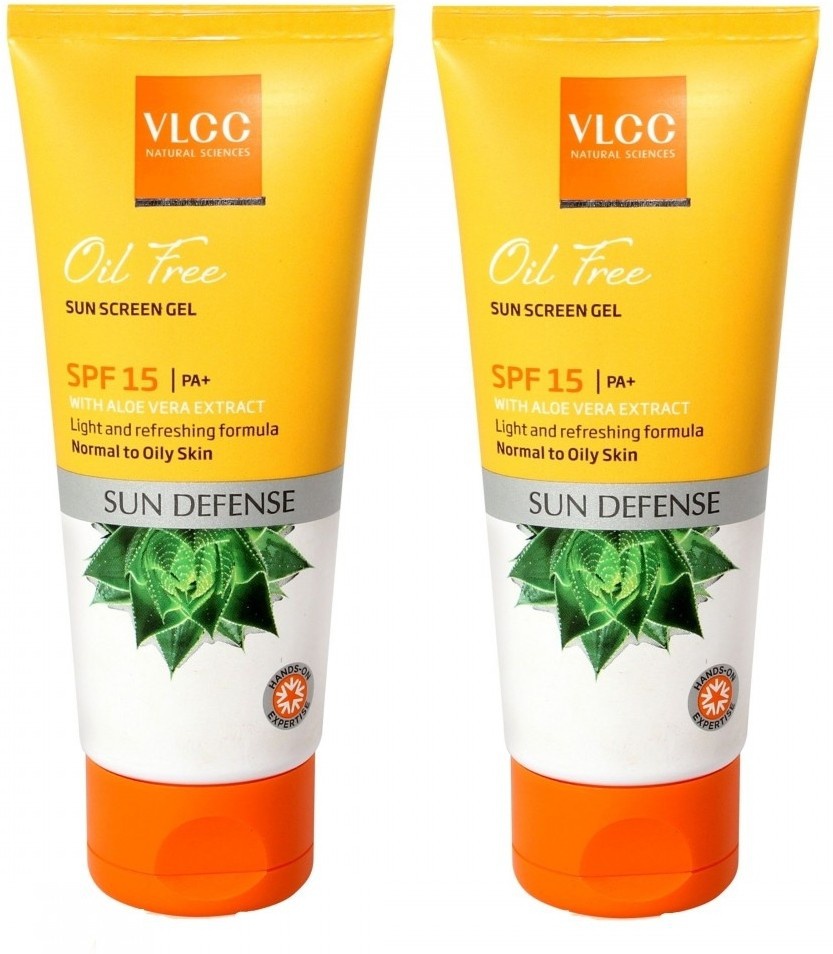 VLCC
NATURAL SCIENCES
Oil Free
SUN SCREEN GEL
SPF 15 | PA+
WITH ALOE VERA EXTRACT
Light and refreshing formula
Normal to Oily Skin
SUN DEFENSE
HANDS-ON
EXPERTISE
VLCC
NATURAL SCIENCES
Oil Free
SUN SCREEN GEL
SPF 15 | PA+
WITH ALOE VERA EXTRACT
Light and refreshing formula
Normal to Oily Skin
SUN DEFENSE
HANDS-ON
EXPERTISE